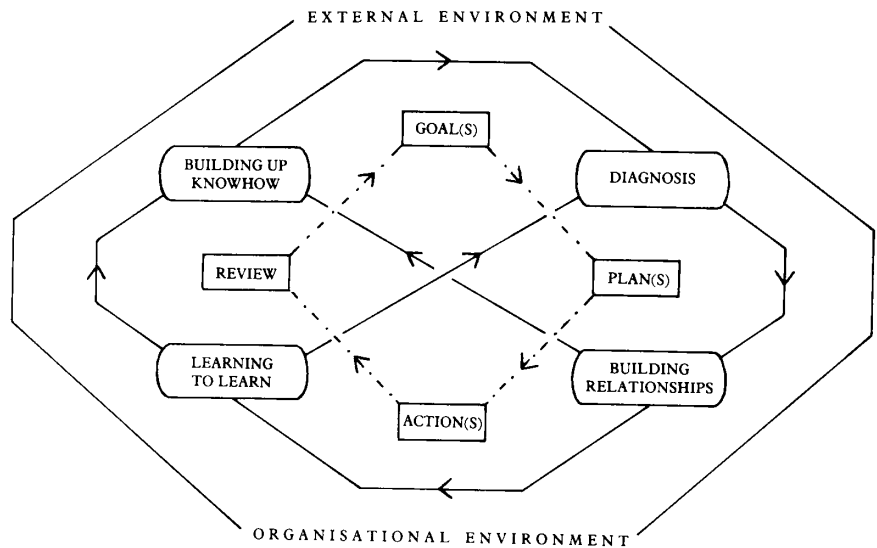 EXTERNAL ENVIRONMENT
GOAL(S)
BUILDING UP
KNOWHOW
DIAGNOSIS
REVIEW
PLAN(S)
LEARNING
TO LEARN
BUILDING
RELATIONSHIPS
ACTION(S)
ORGANISATIONAL ENVIRONMENT